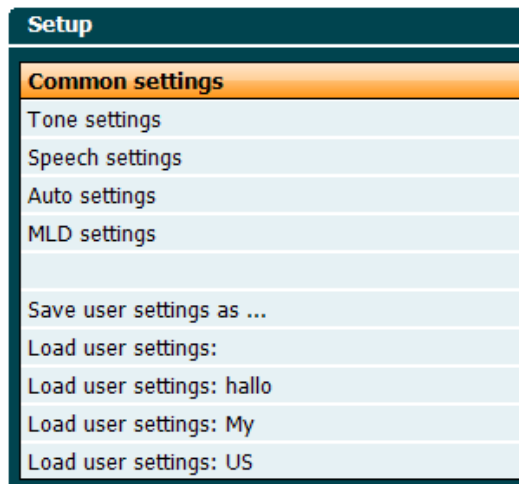 Setup
Common settings
Tone settings
Speech settings
Auto settings
MLD settings
Save user settings as ...
Load user settings:
Load user settings: hallo
Load user settings: My
Load user settings: US